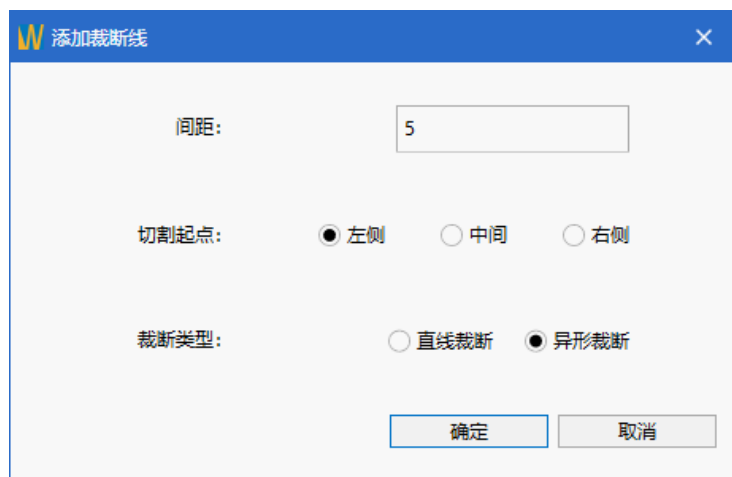 添加裁断线
间距：
5
切割起点： 左侧 中间 右侧
裁断类型： 直线裁断 异形裁断
确定 取消